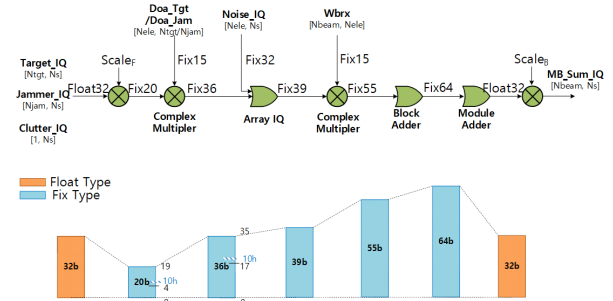 Doa_Tgt
/Doa_Jam
[Nele, Ntgt/Njam]
Noise_IQ
[Nele, Ns]
Wbrx
[Nbeam, Nele]
Target_IQ
[Ntgt, Ns]
Jammer_IQ
[Njam, Ns]
Clutter_IQ
[1, Ns]
ScaleF
Fix15
Fix32
Fix15
ScaleB
MB_Sum_IQ
[Nbeam, Ns]
Float32
Fix20
Fix36
Fix39
Fix55
Fix64
Float32
Complex
Multipler
Array IQ
Complex
Multipler
Block
Adder
Module
Adder
Float Type
Fix Type
32b
20b
19
10h
4
36b
35
10h
17
39b
55b
64b
32b